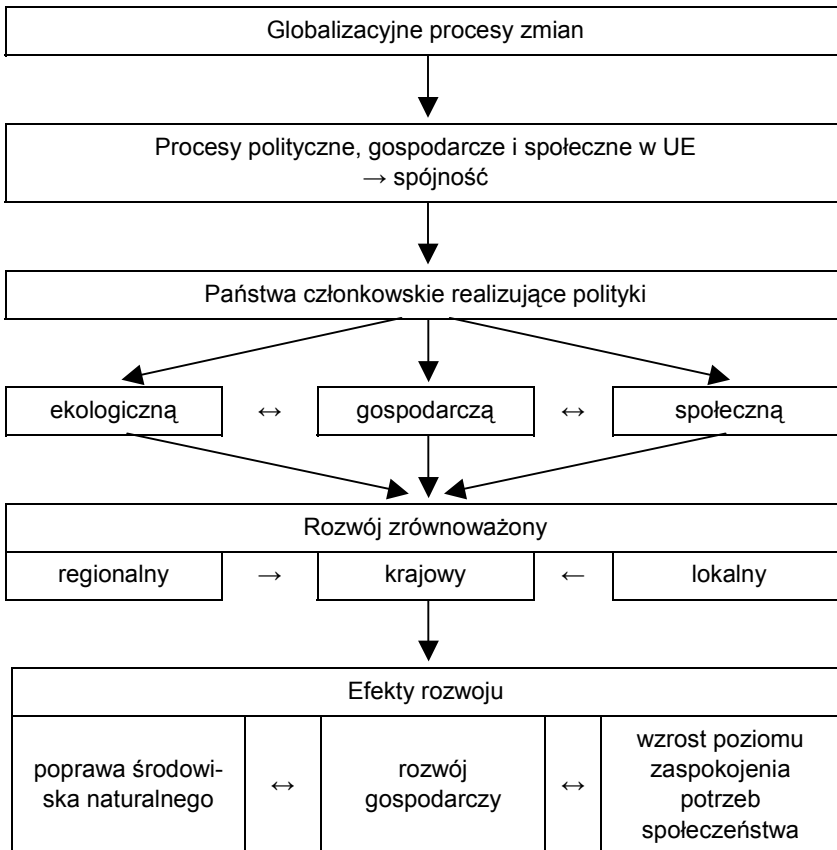 Globalizacyjne procesy zmian
Procesy polityczne, gospodarcze i społeczne w UE
→ spójność
Państwa członkowskie realizujące polityki
ekologiczną ↔ gospodarczą ↔ społeczną
Rozwój zrównoważony
regionalny → krajowy ← lokalny
Efekty rozwoju
poprawa środowi-
ska naturalnego
↔
rozwój
gospodarczy
↔
wzrost poziomu
zaspokojenia
potrzeb
społeczeństwa